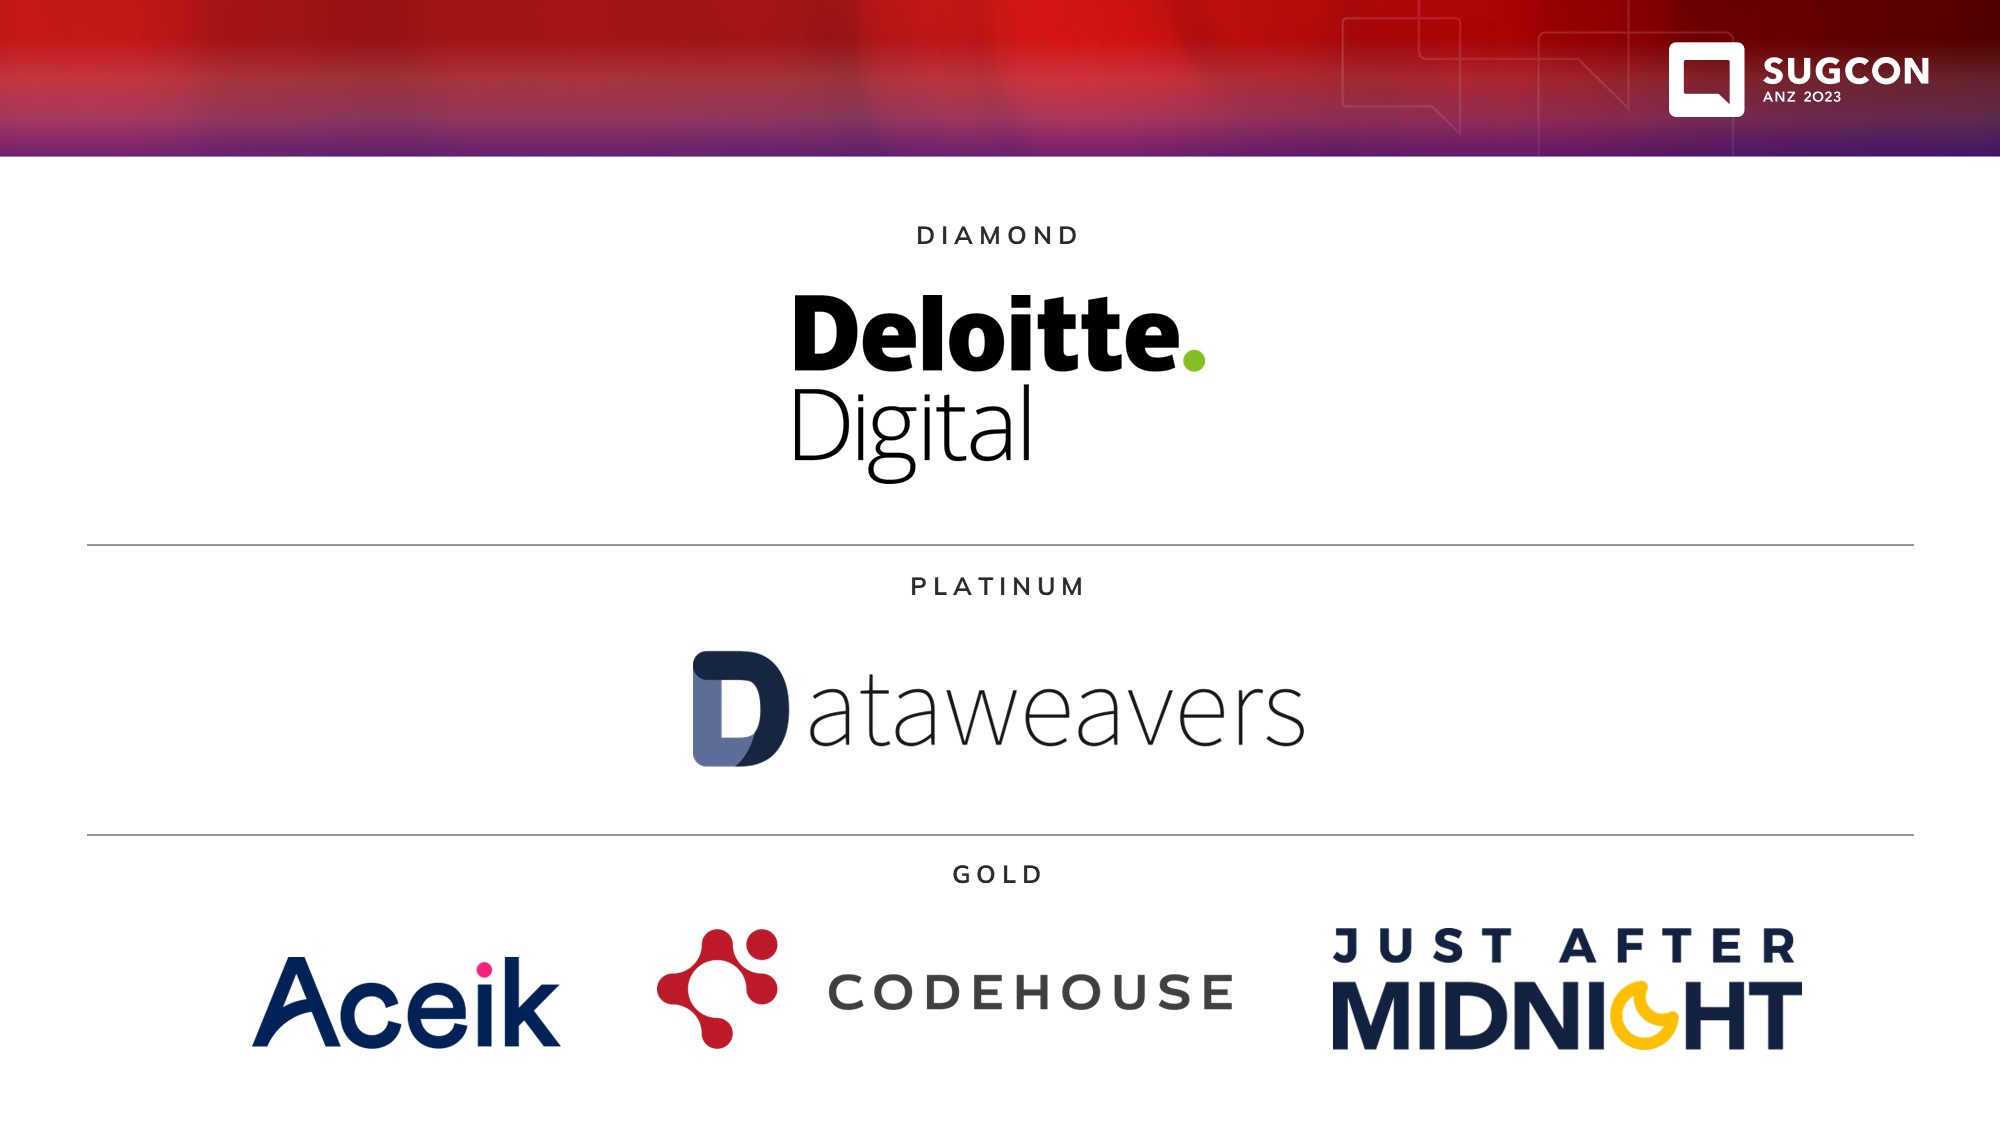 SUGCON
ANZ 2023
DIAMOND
Deloitte.
Digital
PLATINUM
Dataweavers
GOLD
Aceik
CODEHOUSE
JUST AFTER
MIDNIGHT